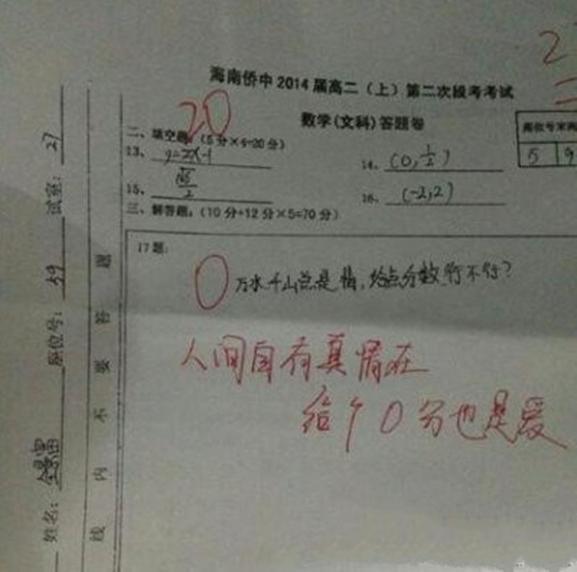 海南侨中2014届高二（上）第二次段考考试
数学(文科)答题卷
20
二、填空题：(5分×4=20分)
13、y=2x-1
14、(0,1/2)
15、
16、(-2,2)
三、解答题：(10分+12分×5=70分)
17题:
0
万水千山总是情，给点分数行不行？
人间自有真情在
给个0分也是爱
座位号末两
5 9
姓名：
座位号：59
试室：27
线 内 不 要 答 题
2